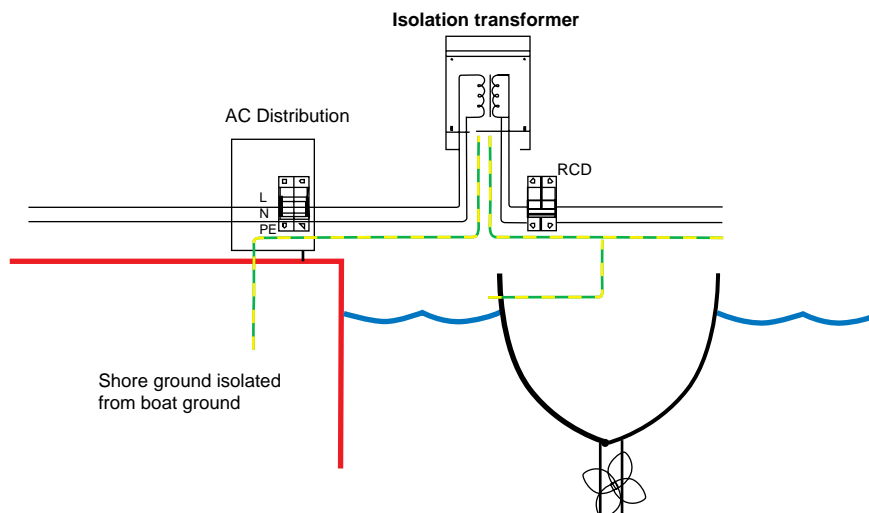 Isolation transformer
AC Distribution
RCD
L
N
PE
Shore ground isolated
from boat ground